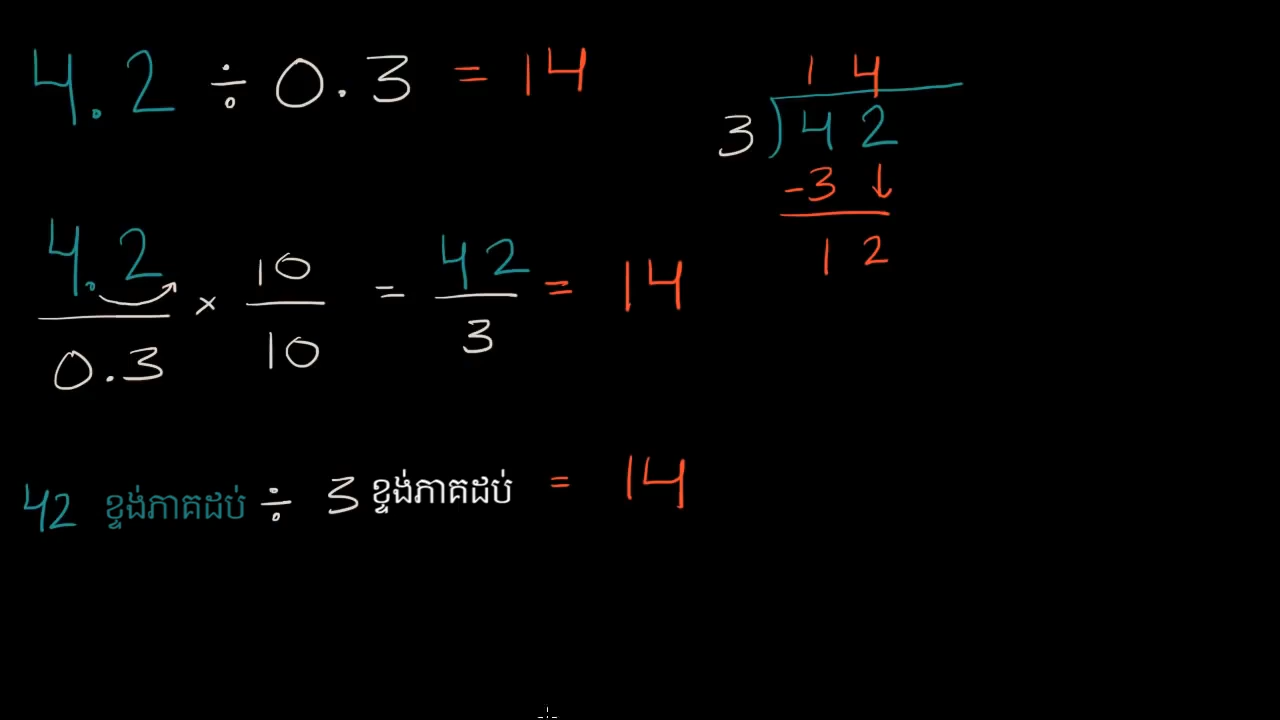 4.2 ÷ 0.3 = 14
4.2 / 0.3 × 10 / 10 = 42 / 3 = 14
42 ខ្ទង់ភាគដប់ ÷ 3 ខ្ទង់ភាគដប់ = 14
14
3)42
-3 ↓
12